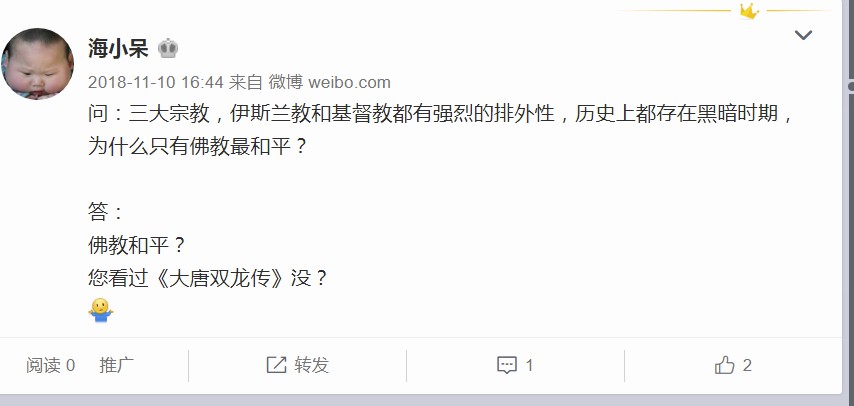 海小呆
2018-11-10 16:44 来自 微博 weibo.com
问：三大宗教，伊斯兰教和基督教都有强烈的排外性，历史上都存在黑暗时期，
为什么只有佛教最和平？
答：
佛教和平？
您看过《大唐双龙传》没？
阅读 0 推广 转发 1 2